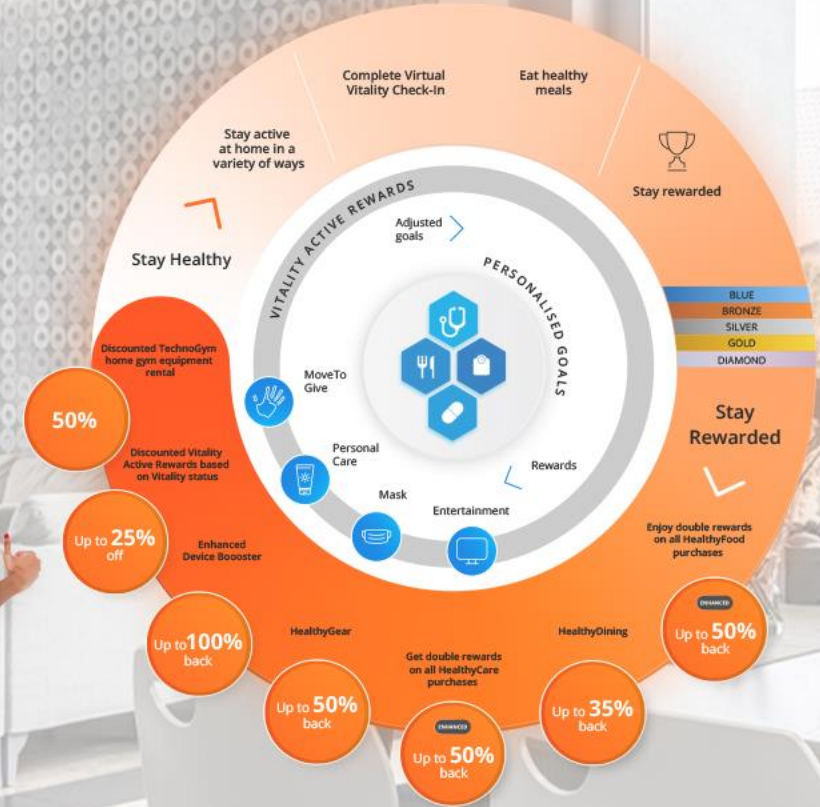 Complete Virtual
Vitality Check-In
Eat healthy
meals
Stay active
at home in a
variety of ways
Stay rewarded
Stay Healthy
VITALITY ACTIVE REWARDS
Adjusted
goals
PERSONALISED GOALS
BLUE
BRONZE
SILVER
GOLD
DIAMOND
Discounted TechnoGym
home gym equipment
rental
50%
MoveTo
Give
Stay
Rewarded
Discounted Vitality
Active Rewards based
on Vitality status
Personal
Care
Rewards
Mask
Entertainment
Up to 25%
off
Enhanced
Device Boooster
Enjoy double rewards
on all HealthyFood
purchases
Up to 100%
back
HealthyGear
Get double rewards
on all HealthyCare
purchases
HealthyDining
ENHANCED
Up to 50%
back
Up to 50%
back
ENHANCED
Up to 50%
back
Up to 35%
back